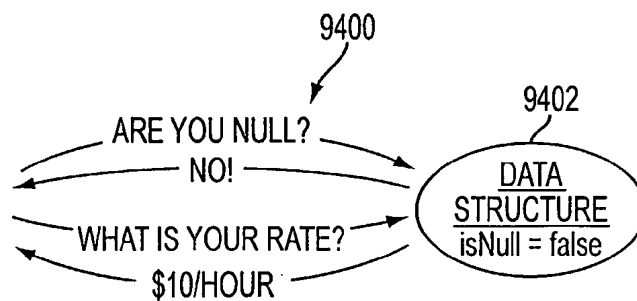 9400
9402
ARE YOU NULL?
NO!
WHAT IS YOUR RATE?
$10/HOUR
DATA
STRUCTURE
isNull = false